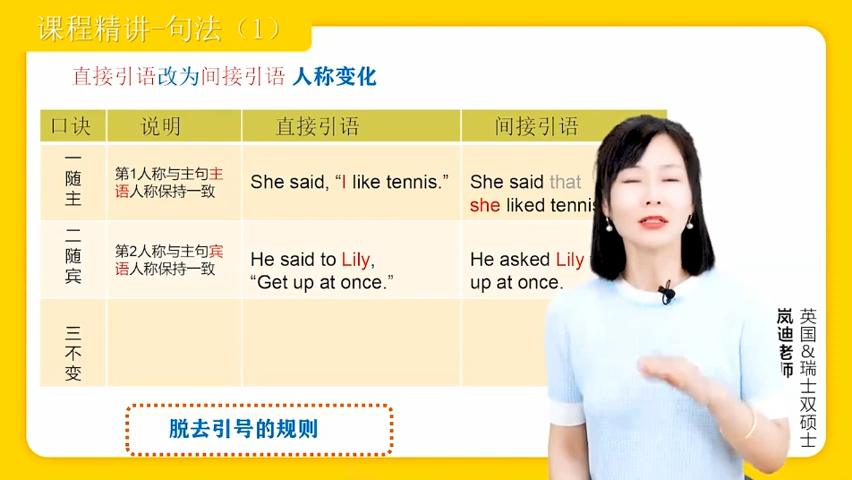 课程精讲-句法（1）
直接引语改为间接引语 人称变化
口诀 说明 直接引语 间接引语
一随主
第1人称与主句主
语人称保持一致
She said, “I like tennis.”
She said that
she liked tennis
二随宾
第2人称与主句宾
语人称保持一致
He said to Lily,
“Get up at once.”
He asked Lily
up at once.
三不变
脱去引号的规则
英国&瑞士双硕士
岚迪老师